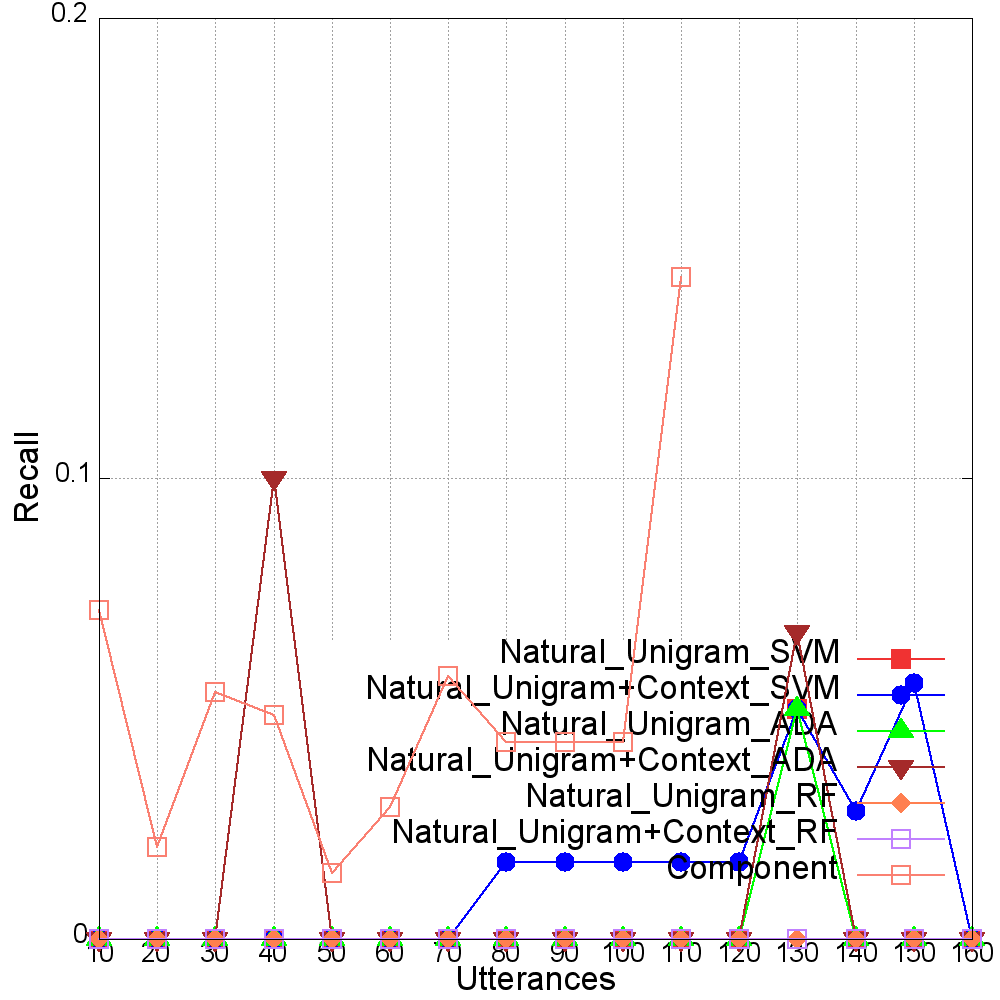 0.2
0.1
0
Recall
Natural_Unigram_SVM
Natural_Unigram+Context_SVM
Natural_Unigram_ADA
Natural_Unigram+Context_ADA
Natural_Unigram_RF
Natural_Unigram+Context_RF
Component
10 20 30 40 50 60 70 80 90 100 110 120 130 140 150 160
Utterances